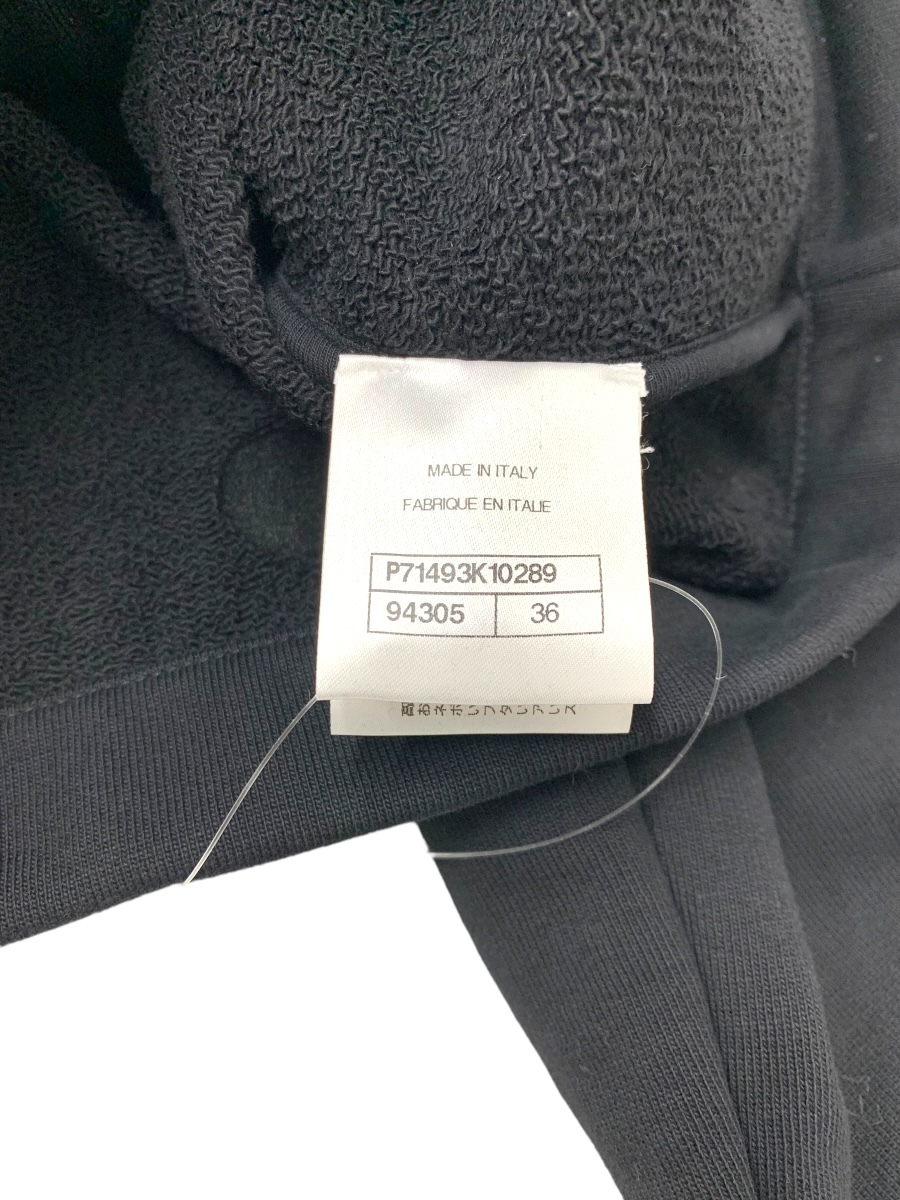 MADE IN ITALY
FABRIQUE EN ITALIE
P71493K10289
94305 36